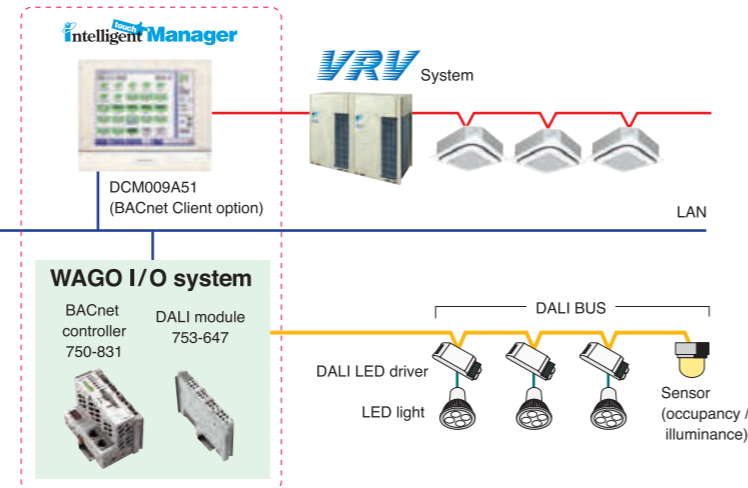 intelligent touch Manager
VRV System
DCM009A51
(BACnet Client option)
LAN
WAGO I/O system
BACnet
controller
750-831
DALI module
753-647
DALI BUS
DALI LED driver
LED light
Sensor
(occupancy /
illuminance)